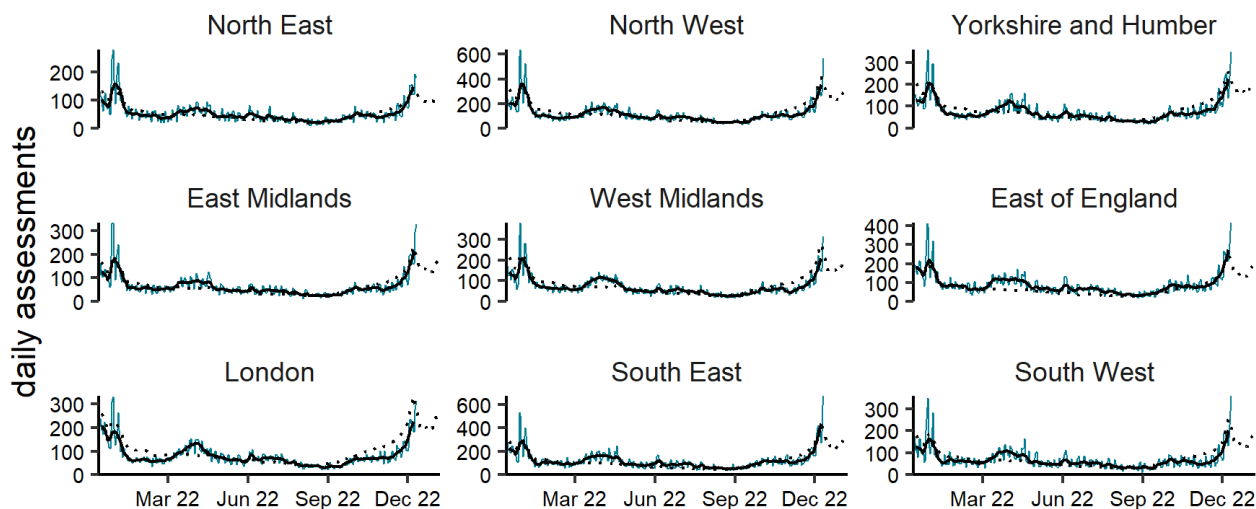 North East
North West
Yorkshire and Humber
200
100
0
600
400
200
0
300
200
100
0
daily assessments
East Midlands
West Midlands
East of England
300
200
100
0
300
200
100
0
400
300
200
100
0
London
South East
South West
300
200
100
0
600
400
200
0
300
200
100
0
Mar 22 Jun 22 Sep 22 Dec 22
Mar 22 Jun 22 Sep 22 Dec 22
Mar 22 Jun 22 Sep 22 Dec 22